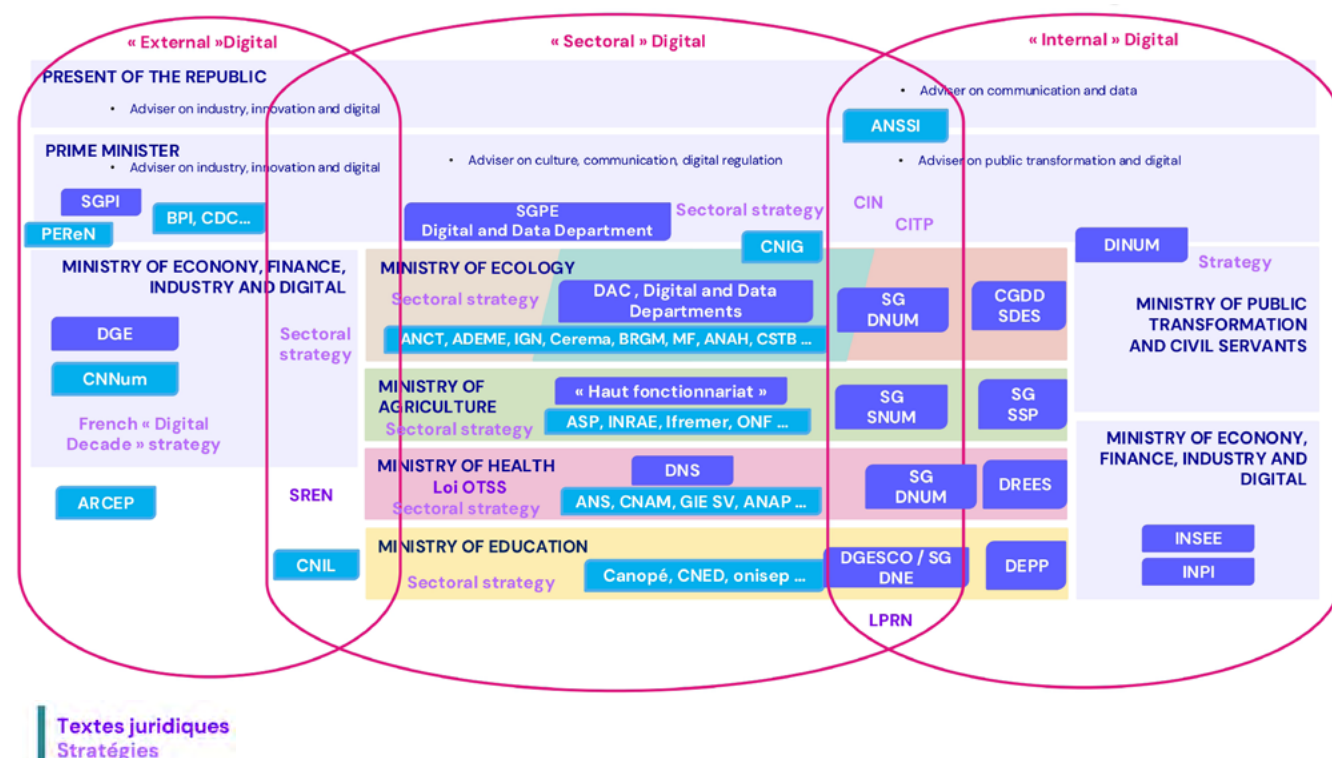 « External »Digital
« Sectoral » Digital
« Internal » Digital
PRESENT OF THE REPUBLIC
• Adviser on industry, innovation and digital
• Adviser on communication and data
ANSSI
PRIME MINISTER
• Adviser on industry, innovation and digital
• Adviser on culture, communication, digital regulation
• Adviser on public transformation and digital
SGPI
BPI, CDC...
PEReN
SGPE
Digital and Data Department
Sectoral strategy
CIN
CITP
CNIG
DINUM
Strategy
MINISTRY OF ECONONY, FINANCE,
INDUSTRY AND DIGITAL
DGE
CNNum
French « Digital
Decade » strategy
ARCEP
Sectoral
strategy
SREN
CNIL
MINISTRY OF ECOLOGY
Sectoral strategy
DAC , Digital and Data
Departments
ANCT, ADEME, IGN, Cerema, BRGM, MF, ANAH, CSTB ...
SG
DNUM
CGDD
SDES
MINISTRY OF
AGRICULTURE
Sectoral strategy
« Haut fonctionnariat »
ASP, INRAE, Ifremer, ONF ...
SG
SNUM
SG
SSP
MINISTRY OF HEALTH
Loi OTSS
Sectoral strategy
DNS
ANS, CNAM, GIE SV, ANAP ...
SG
DNUM
DREES
MINISTRY OF EDUCATION
Sectoral strategy
Canopé, CNED, onisep ...
DGESCO / SG
DNE
DEPP
LPRN
MINISTRY OF PUBLIC
TRANSFORMATION
AND CIVIL SERVANTS
MINISTRY OF ECONONY,
FINANCE, INDUSTRY AND
DIGITAL
INSEE
INPI
Textes juridiques
Stratégies